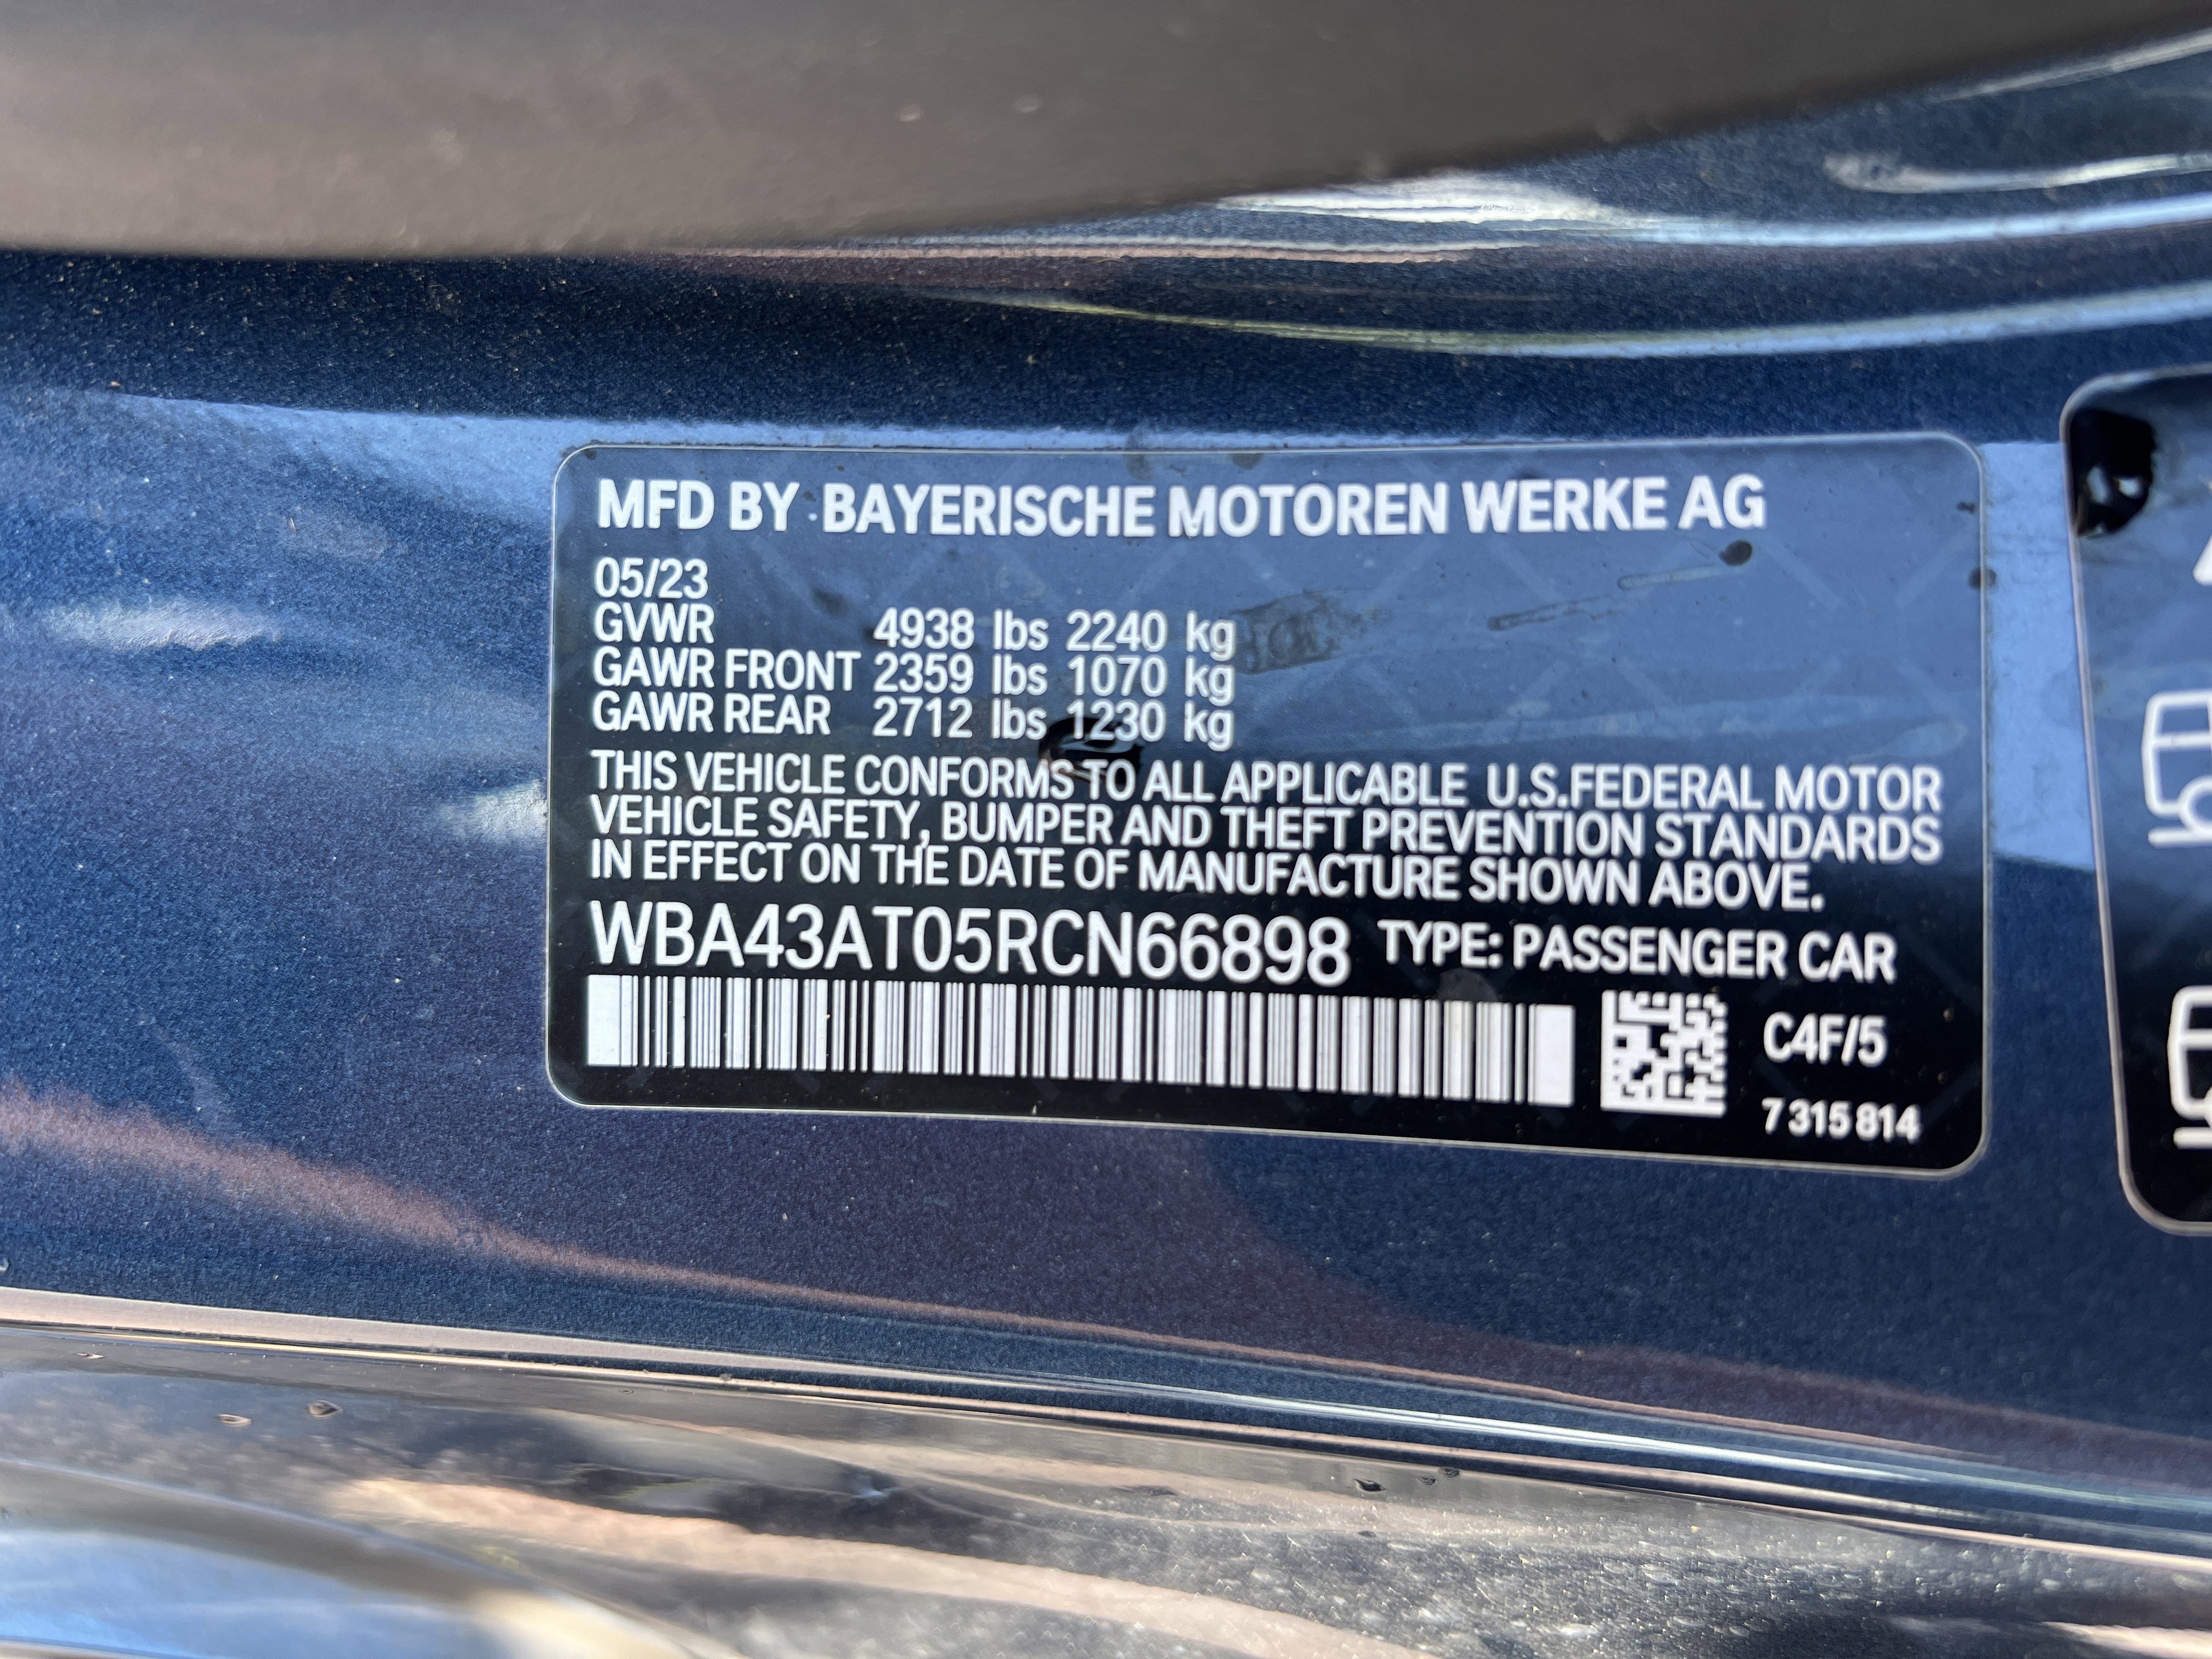 MFD BY BAYERISCHE MOTOREN WERKE AG
05/23
GVWR 4938 lbs 2240 kg
GAWR FRONT 2359 lbs 1070 kg
GAWR REAR 2712 lbs 1230 kg
THIS VEHICLE CONFORMS TO ALL APPLICABLE U.S.FEDERAL MOTOR
VEHICLE SAFETY, BUMPER AND THEFT PREVENTION STANDARDS
IN EFFECT ON THE DATE OF MANUFACTURE SHOWN ABOVE.
WBA43AT05RCN66898 TYPE: PASSENGER CAR
C4F/5
7 315 814